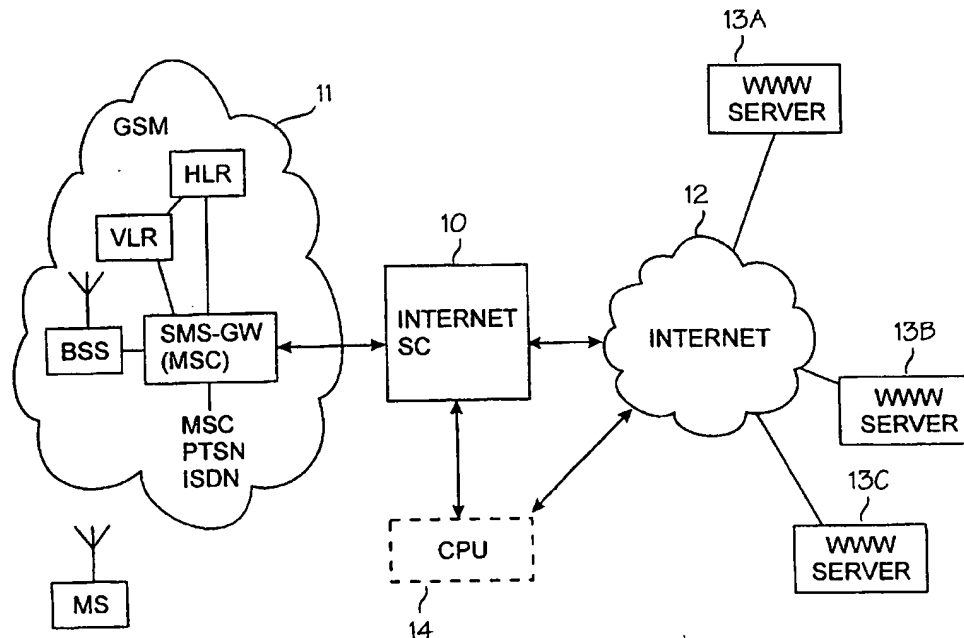 13A
WWW
SERVER
11
GSM
HLR
VLR
12
10
BSS
SMS-GW
(MSC)
INTERNET
SC
INTERNET
13B
WWW
SERVER
MSC
PTSN
ISDN
13C
WWW
SERVER
CPU
14
MS